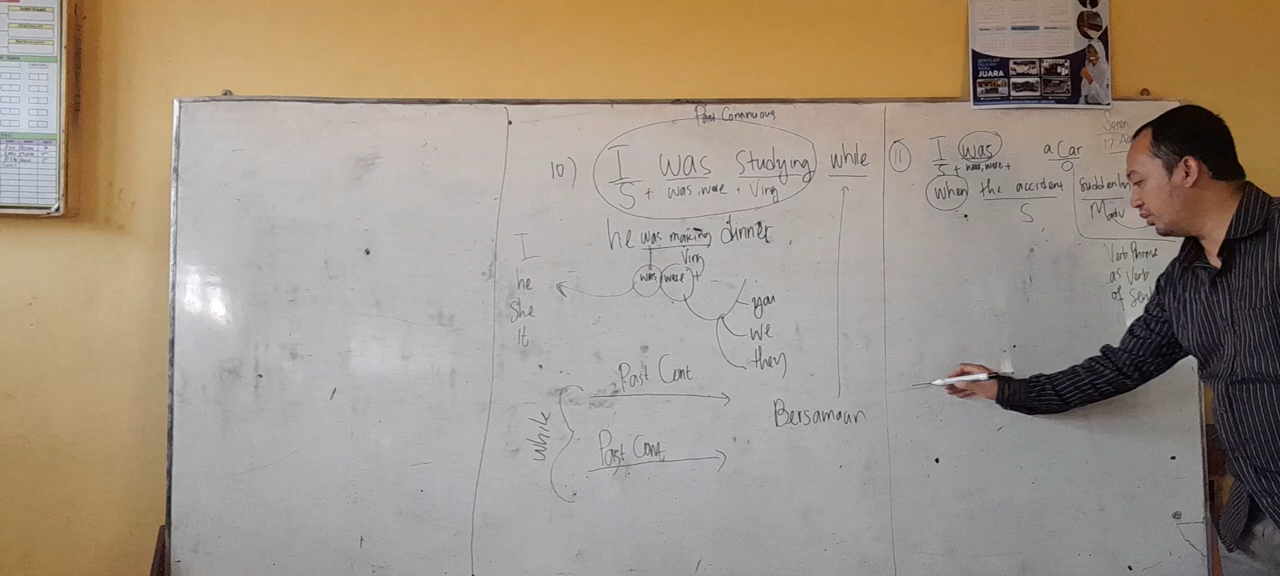 Past Continuous
10) I was studying while
S + was, were + Ving
he was making dinner
Ving
was were +
I
he
she
it
you
we
they
while
Past Cont
Past Cont
Bersamaan
11 I was a car
S + was, were + O
when the accident suddenly
S M adv
Verb Phrase
as Verb
of
Senin
17
JUARA